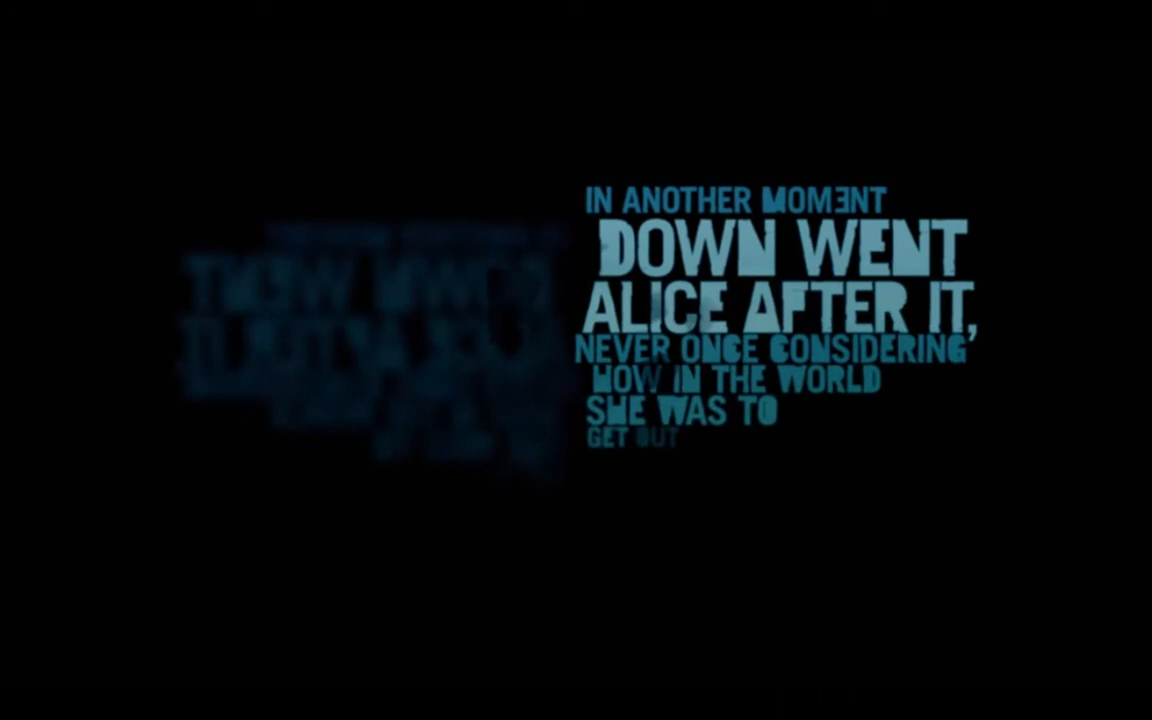 IN ANOTHER MOMENT
DOWN WENT
ALICE AFTER IT,
NEVER ONCE CONSIDERING
HOW IN THE WORLD
SHE WAS TO
GET OUT